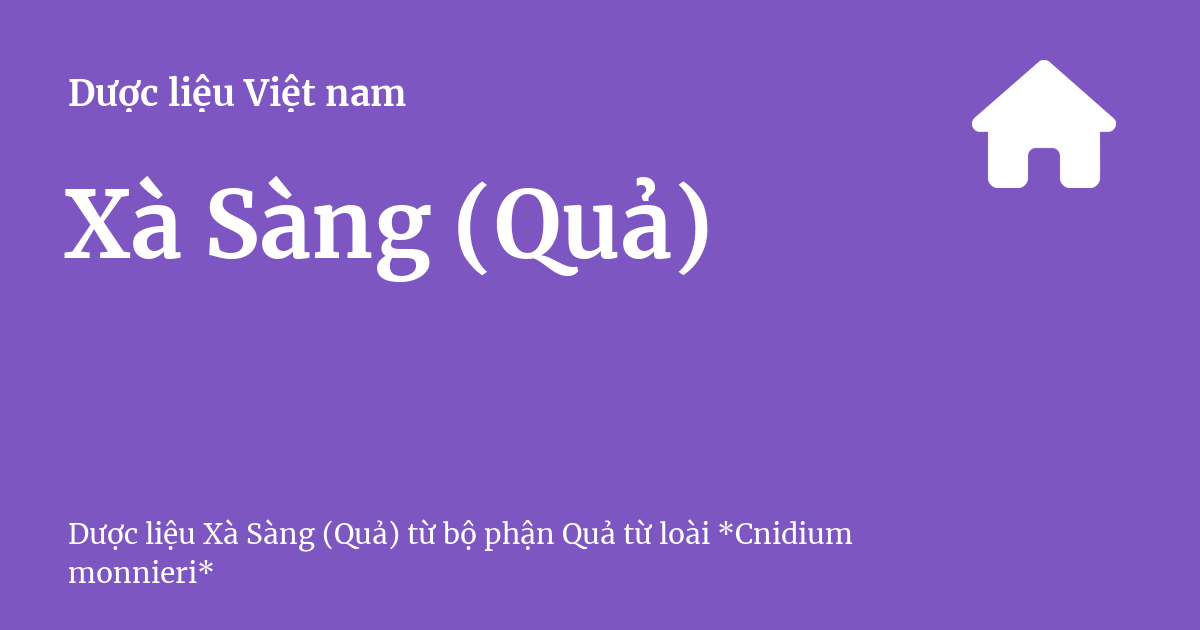 Dược liệu Việt nam
Xà Sàng (Quả)
Dược liệu Xà Sàng (Quả) từ bộ phận Quả từ loài *Cnidium
monnieri*